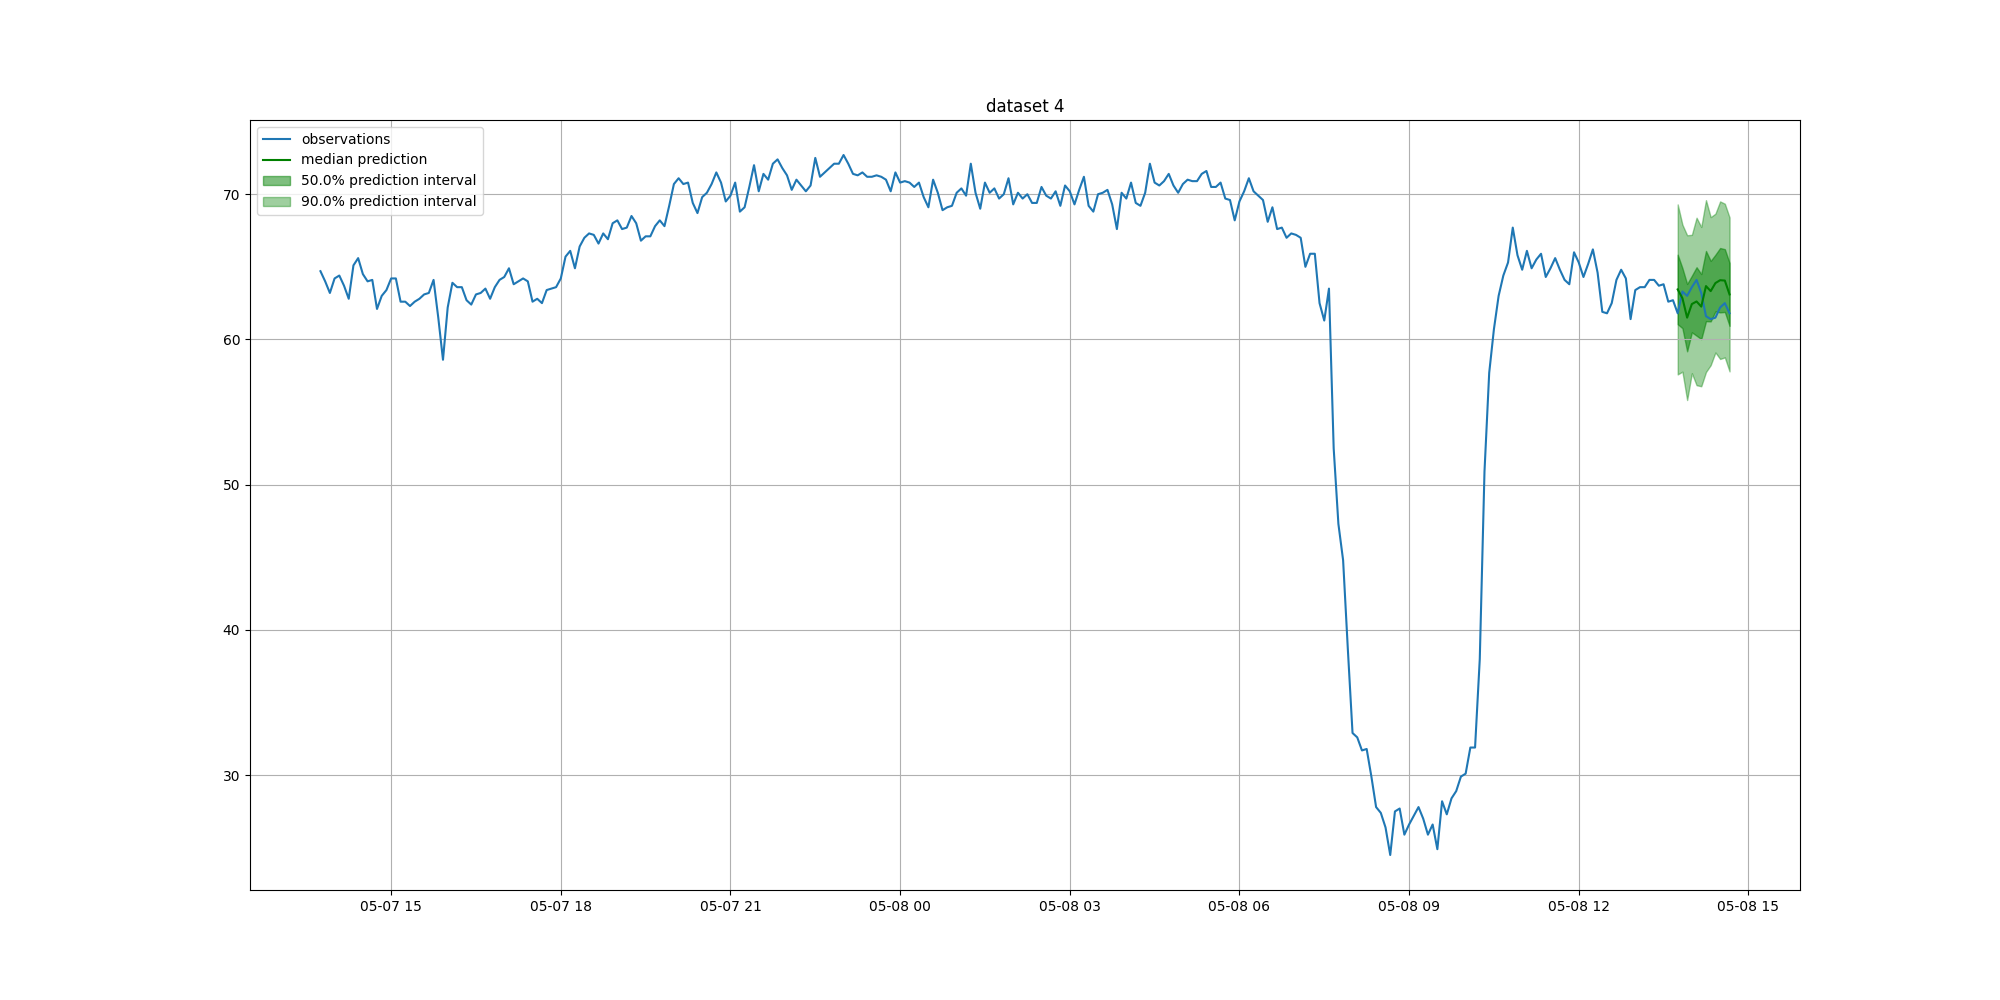 dataset 4
observations
median prediction
50.0% prediction interval
90.0% prediction interval
70
60
50
40
30
05-07 15
05-07 18
05-07 21
05-08 00
05-08 03
05-08 06
05-08 09
05-08 12
05-08 15